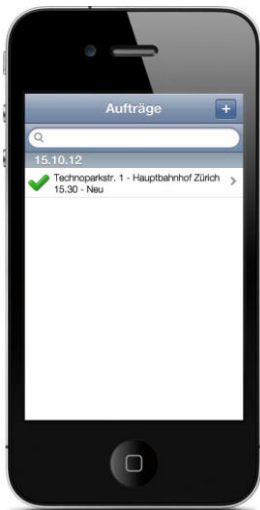 Aufträge
+
15.10.12
Technoparkstr. 1 - Hauptbahnhof Zürich
15.30 - Neu